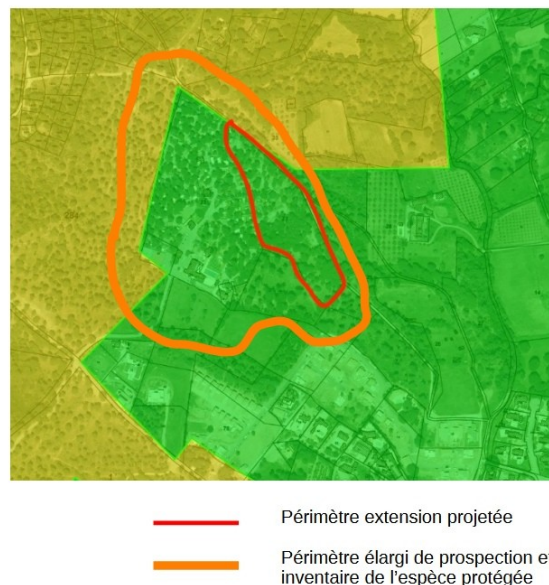 Périmètre extension projetée
Périmètre élargi de prospection et
inventaire de l'espèce protégée